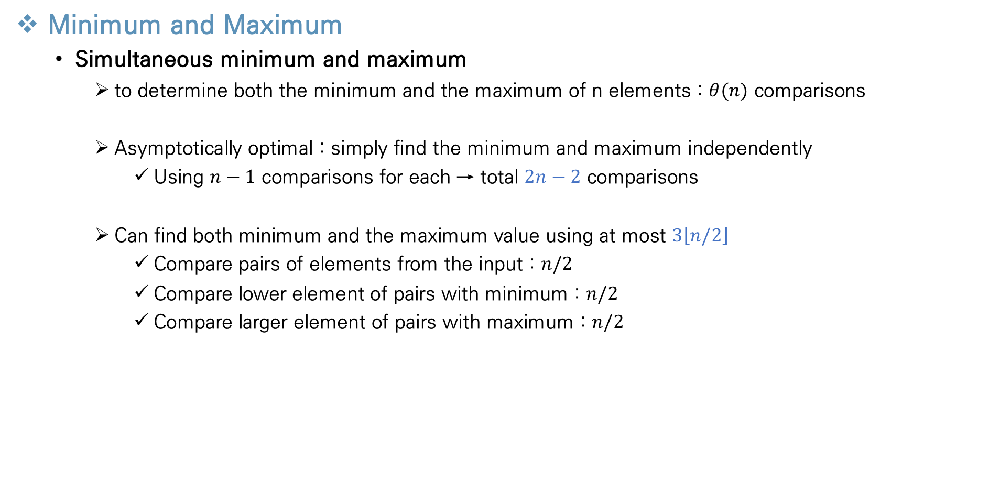 ❖ Minimum and Maximum
• Simultaneous minimum and maximum
➢ to determine both the minimum and the maximum of n elements : θ(n) comparisons
➢ Asymptotically optimal : simply find the minimum and maximum independently
✓ Using n − 1 comparisons for each → total 2n − 2 comparisons
➢ Can find both minimum and the maximum value using at most 3⌊n/2⌋
✓ Compare pairs of elements from the input : n/2
✓ Compare lower element of pairs with minimum : n/2
✓ Compare larger element of pairs with maximum : n/2